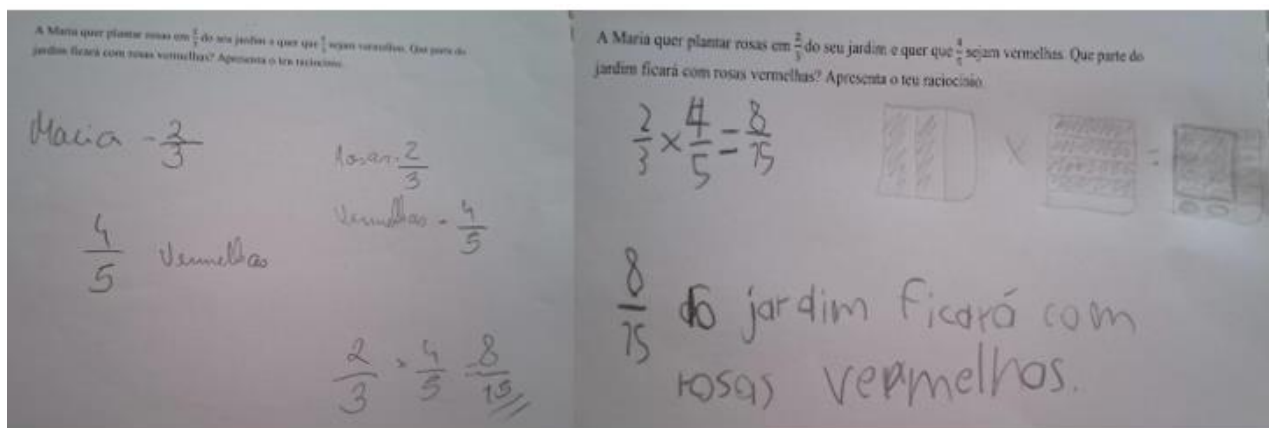 A Maria quer plantar rosas em 2/3 do seu jardim e quer que 4/5 sejam vermelhas. Que parte do
jardim ficará com rosas vermelhas? Apresenta o teu raciocínio.
Maria - 2/3
4/5 Vermelhas
Rosas - 2/3
Vermelhas - 4/5
2/3 × 4/5 = 8/15
A Maria quer plantar rosas em 2/3 do seu jardim e quer que 4/5 sejam vermelhas. Que parte do
jardim ficará com rosas vermelhas? Apresenta o teu raciocínio.
2/3 × 4/5 = 8/15
× =
8/15 do jardim ficará com
rosas vermelhas.